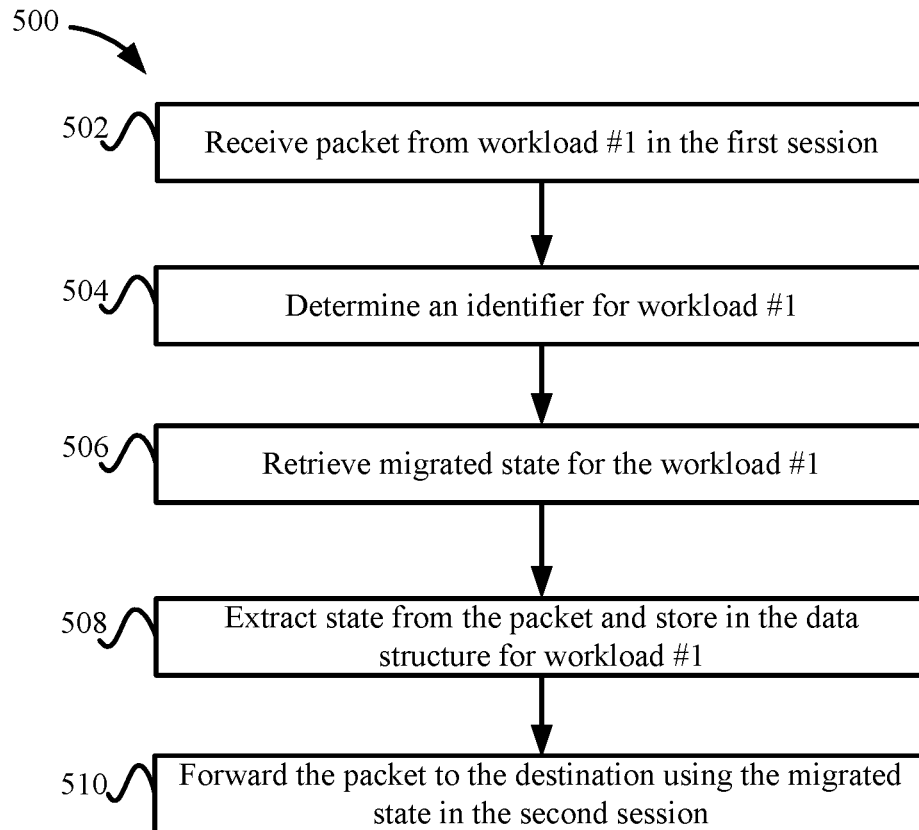 500
502
Receive packet from workload #1 in the first session
504
Determine an identifier for workload #1
506
Retrieve migrated state for the workload #1
508
Extract state from the packet and store in the data
structure for workload #1
510
Forward the packet to the destination using the migrated
state in the second session